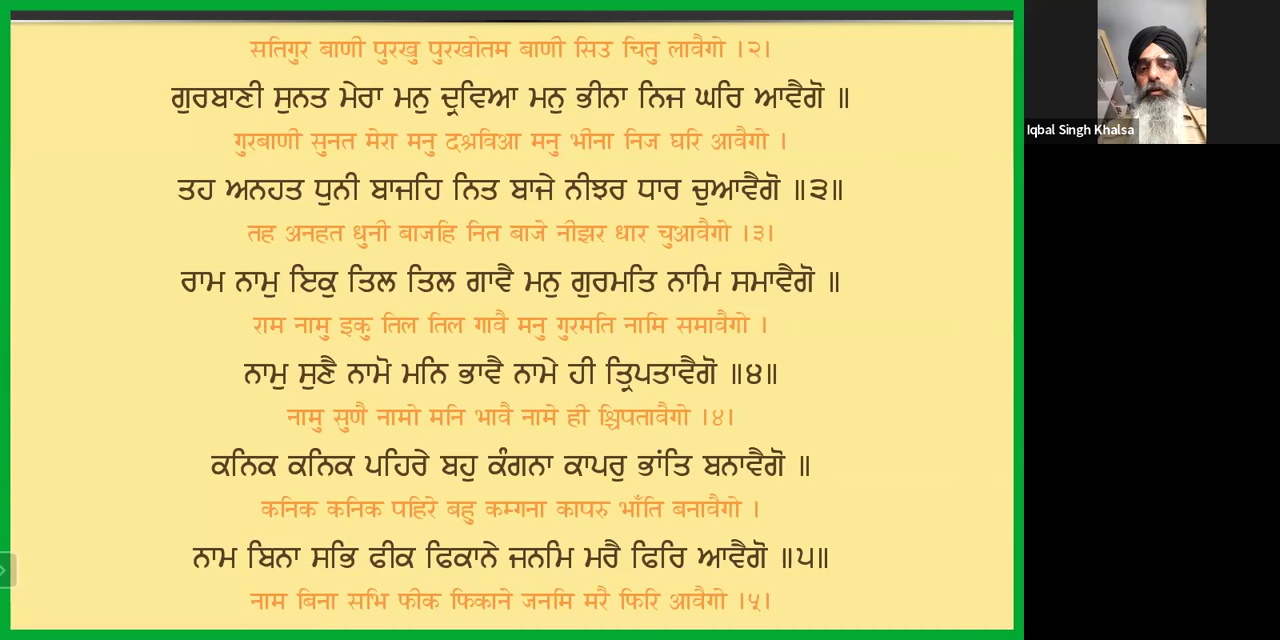 सतिगुर बाणी पुरखु पुरखोतम बाणी सिउ चितु लावैगो ।२।
ਗੁਰਬਾਣੀ ਸੁਨਤ ਮੇਰਾ ਮਨੁ ਦ੍ਰਵਿਆ ਮਨੁ ਭੀਨਾ ਨਿਜ ਘਰਿ ਆਵੈਗੋ ॥
गुरबाणी सुनत मेरा मनु दश्रविआ मनु भीना निज घरि आवैगो ।
ਤਹ ਅਨਹਤ ਧੁਨੀ ਬਾਜਹਿ ਨਿਤ ਬਾਜੇ ਨੀਝਰ ਧਾਰ ਚੁਆਵੈਗੋ ॥੩॥
तह अनहत धुनी बाजहि नित बाजे नीझर धार चुआवैगो ।३।
ਰਾਮ ਨਾਮੁ ਇਕੁ ਤਿਲ ਤਿਲ ਗਾਵੈ ਮਨੁ ਗੁਰਮਤਿ ਨਾਮਿ ਸਮਾਵੈਗੋ ॥
राम नामु इकु तिल तिल गावै मनु गुरमति नामि समावैगो ।
ਨਾਮੁ ਸੁਣੈ ਨਾਮੋ ਮਨਿ ਭਾਵੈ ਨਾਮੇ ਹੀ ਤ੍ਰਿਪਤਾਵੈਗੋ ॥੪॥
नामु सुणै नामो मनि भावै नामे ही श्चिपतावैगो ।४।
ਕਨਿਕ ਕਨਿਕ ਪਹਿਰੇ ਬਹੁ ਕੰਗਨਾ ਕਾਪਰੁ ਭਾਂਤਿ ਬਨਾਵੈਗੋ ॥
कनिक कनिक पहिरे बहु कम्गना कापरु भाँति बनावैगो ।
ਨਾਮ ਬਿਨਾ ਸਭਿ ਫੀਕ ਫਿਕਾਨੇ ਜਨਮਿ ਮਰੈ ਫਿਰਿ ਆਵੈਗੋ ॥੫॥
नाम बिना सभि फीक फिकाने जनमि मरै फिरि आवैगो ।५।
Iqbal Singh Khalsa